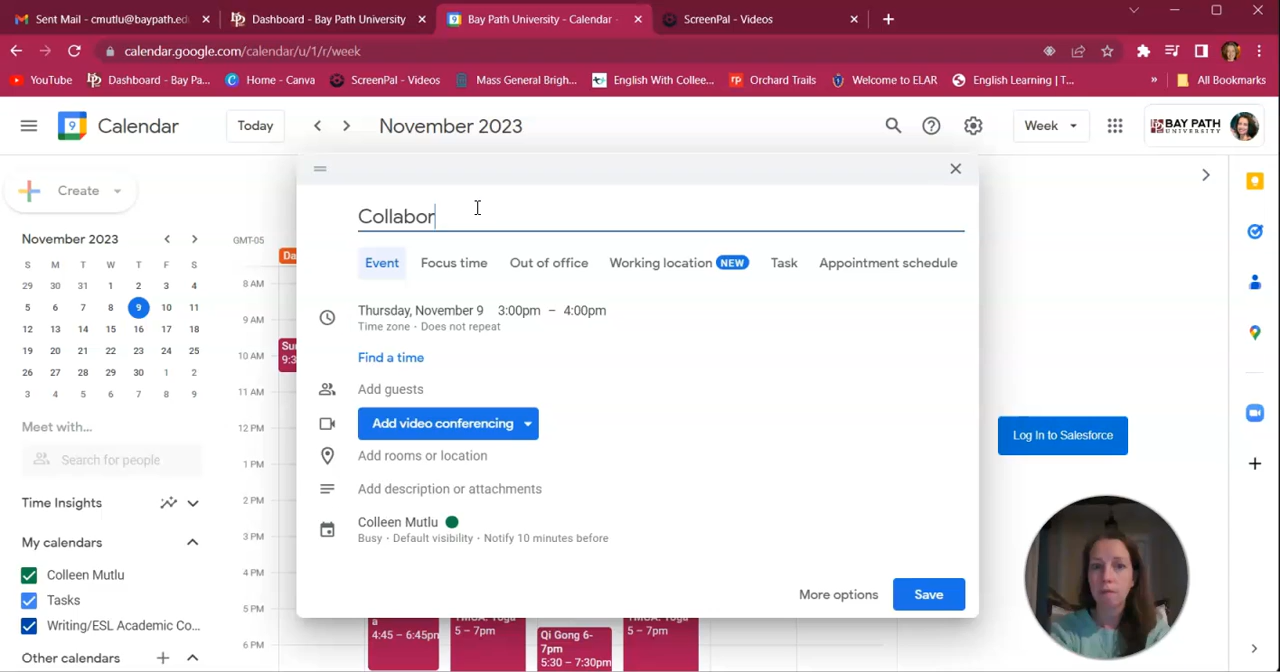 Sent Mail - cmutlu@baypath.ed
Dashboard - Bay Path University
Bay Path University - Calendar -
ScreenPal - Videos
calendar.google.com/calendar/u/1/r/week
YouTube
Dashboard - Bay Pa...
Home - Canva
ScreenPal - Videos
Mass General Brigh...
English With Collee...
Orchard Trails
Welcome to ELAR
English Learning | T...
»
All Bookmarks
9
Calendar
Today
November 2023
Week
BAY PATH
UNIVERSITY
Create
Collabor
November 2023
GMT-05
Da
S M T W T F S
29 30 31 1 2 3 4
5 6 7 8 9 10 11
12 13 14 15 16 17 18
19 20 21 22 23 24 25
26 27 28 29 30 1 2
3 4 5 6 7 8 9
8 AM
9 AM
10 AM
11 AM
12 PM
1 PM
2 PM
3 PM
4 PM
5 PM
6 PM
Sun
9:3
Event
Focus time
Out of office
Working location NEW
Task
Appointment schedule
Thursday, November 9 3:00pm – 4:00pm
Time zone · Does not repeat
Find a time
Add guests
Add video conferencing
Add rooms or location
Add description or attachments
Colleen Mutlu
Busy · Default visibility · Notify 10 minutes before
More options
Save
Log In to Salesforce
Meet with...
Search for people
Time Insights
My calendars
Colleen Mutlu
Tasks
Writing/ESL Academic Co...
Other calendars
4:45 – 6:45pm
5 – 7pm
Qi Gong 6-
7pm
5:30 – 7:30pm
5 – 7pm